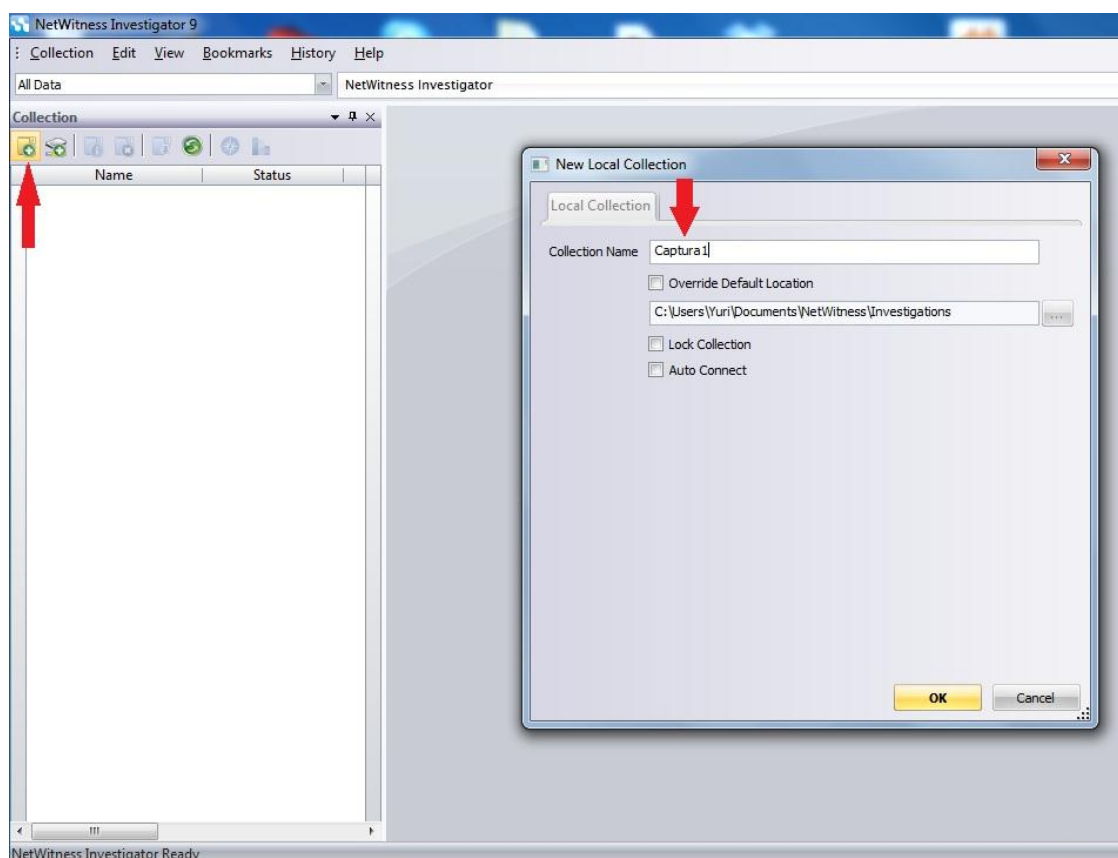 NetWitness Investigator 9
Collection Edit View Bookmarks History Help
All Data NetWitness Investigator
Collection
Name Status
New Local Collection
Local Collection
Collection Name Captura1
Override Default Location
C:\Users\Yuri\Documents\NetWitness\Investigations
...
Lock Collection
Auto Connect
OK Cancel
NetWitness Investigator Ready